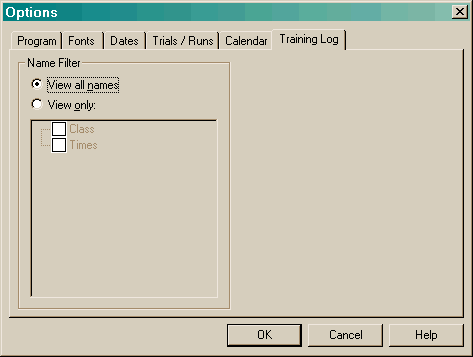 Options
Program Fonts Dates Trials / Runs Calendar Training Log
Name Filter
View all names
View only:
Class
Times
OK Cancel Help